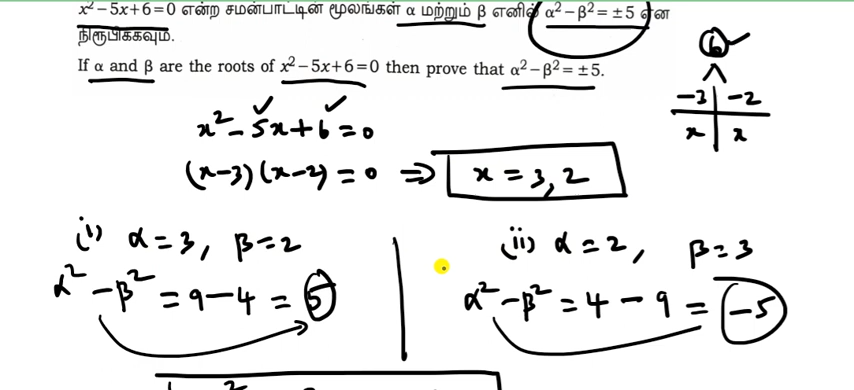 x² − 5x + 6 = 0 என்ற சமன்பாட்டின் மூலங்கள் α மற்றும் β எனில் α² − β² = ± 5 என
நிரூபிக்கவும்.
If α and β are the roots of x² − 5x + 6 = 0 then prove that α² − β² = ± 5.
6
-3 | -2
x | x
x² - 5x + 6 = 0
(x-3)(x-2) = 0 ⇒ x = 3, 2
(i) α = 3, β = 2
α² - β² = 9 - 4 = 5
(ii) α = 2, β = 3
α² - β² = 4 - 9 = -5